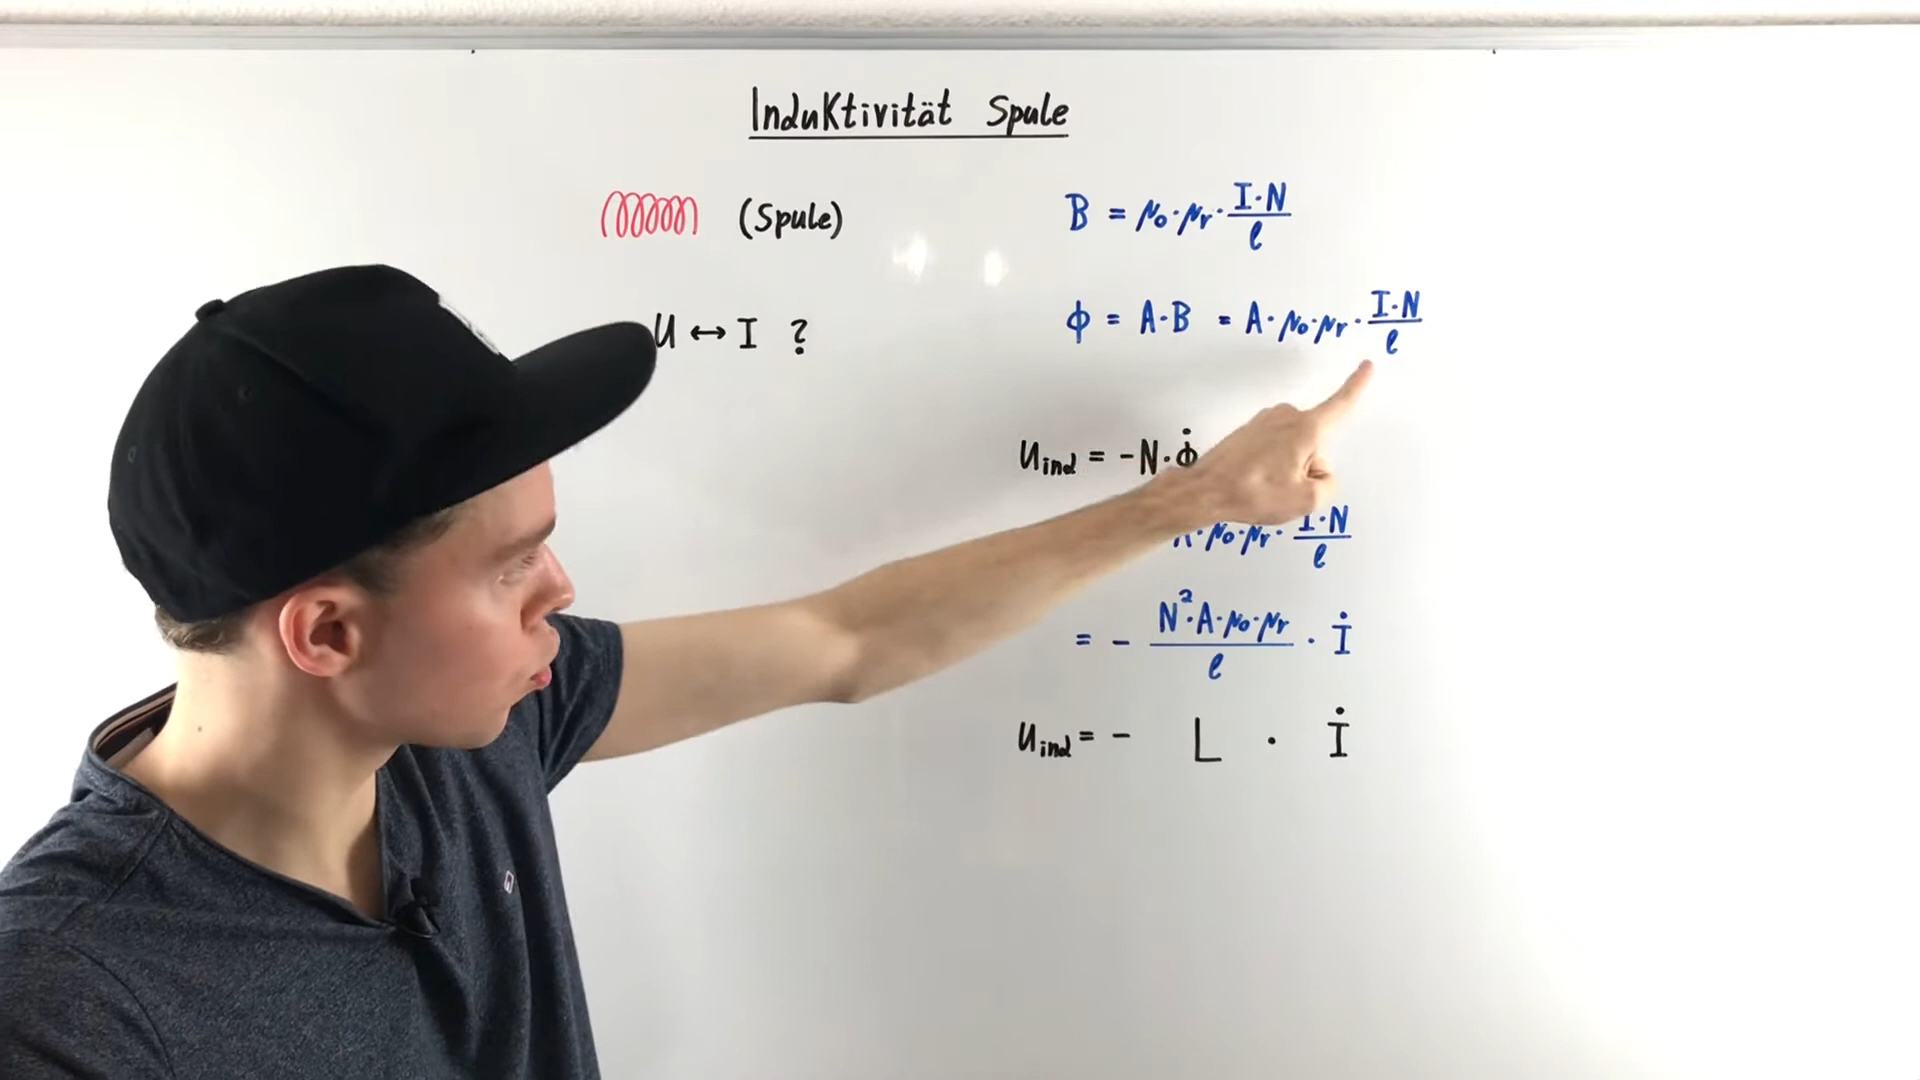 Induktivität Spule
(Spule)
U ↔ I ?
B = μ₀·μᵣ· I·N / ℓ
ϕ = A·B = A·μ₀·μᵣ· I·N / ℓ
Uind = -N·ϕ̇
·μ₀·μᵣ· I·N / ℓ
= - N²·A·μ₀·μᵣ / ℓ · İ
Uind = - L · İ